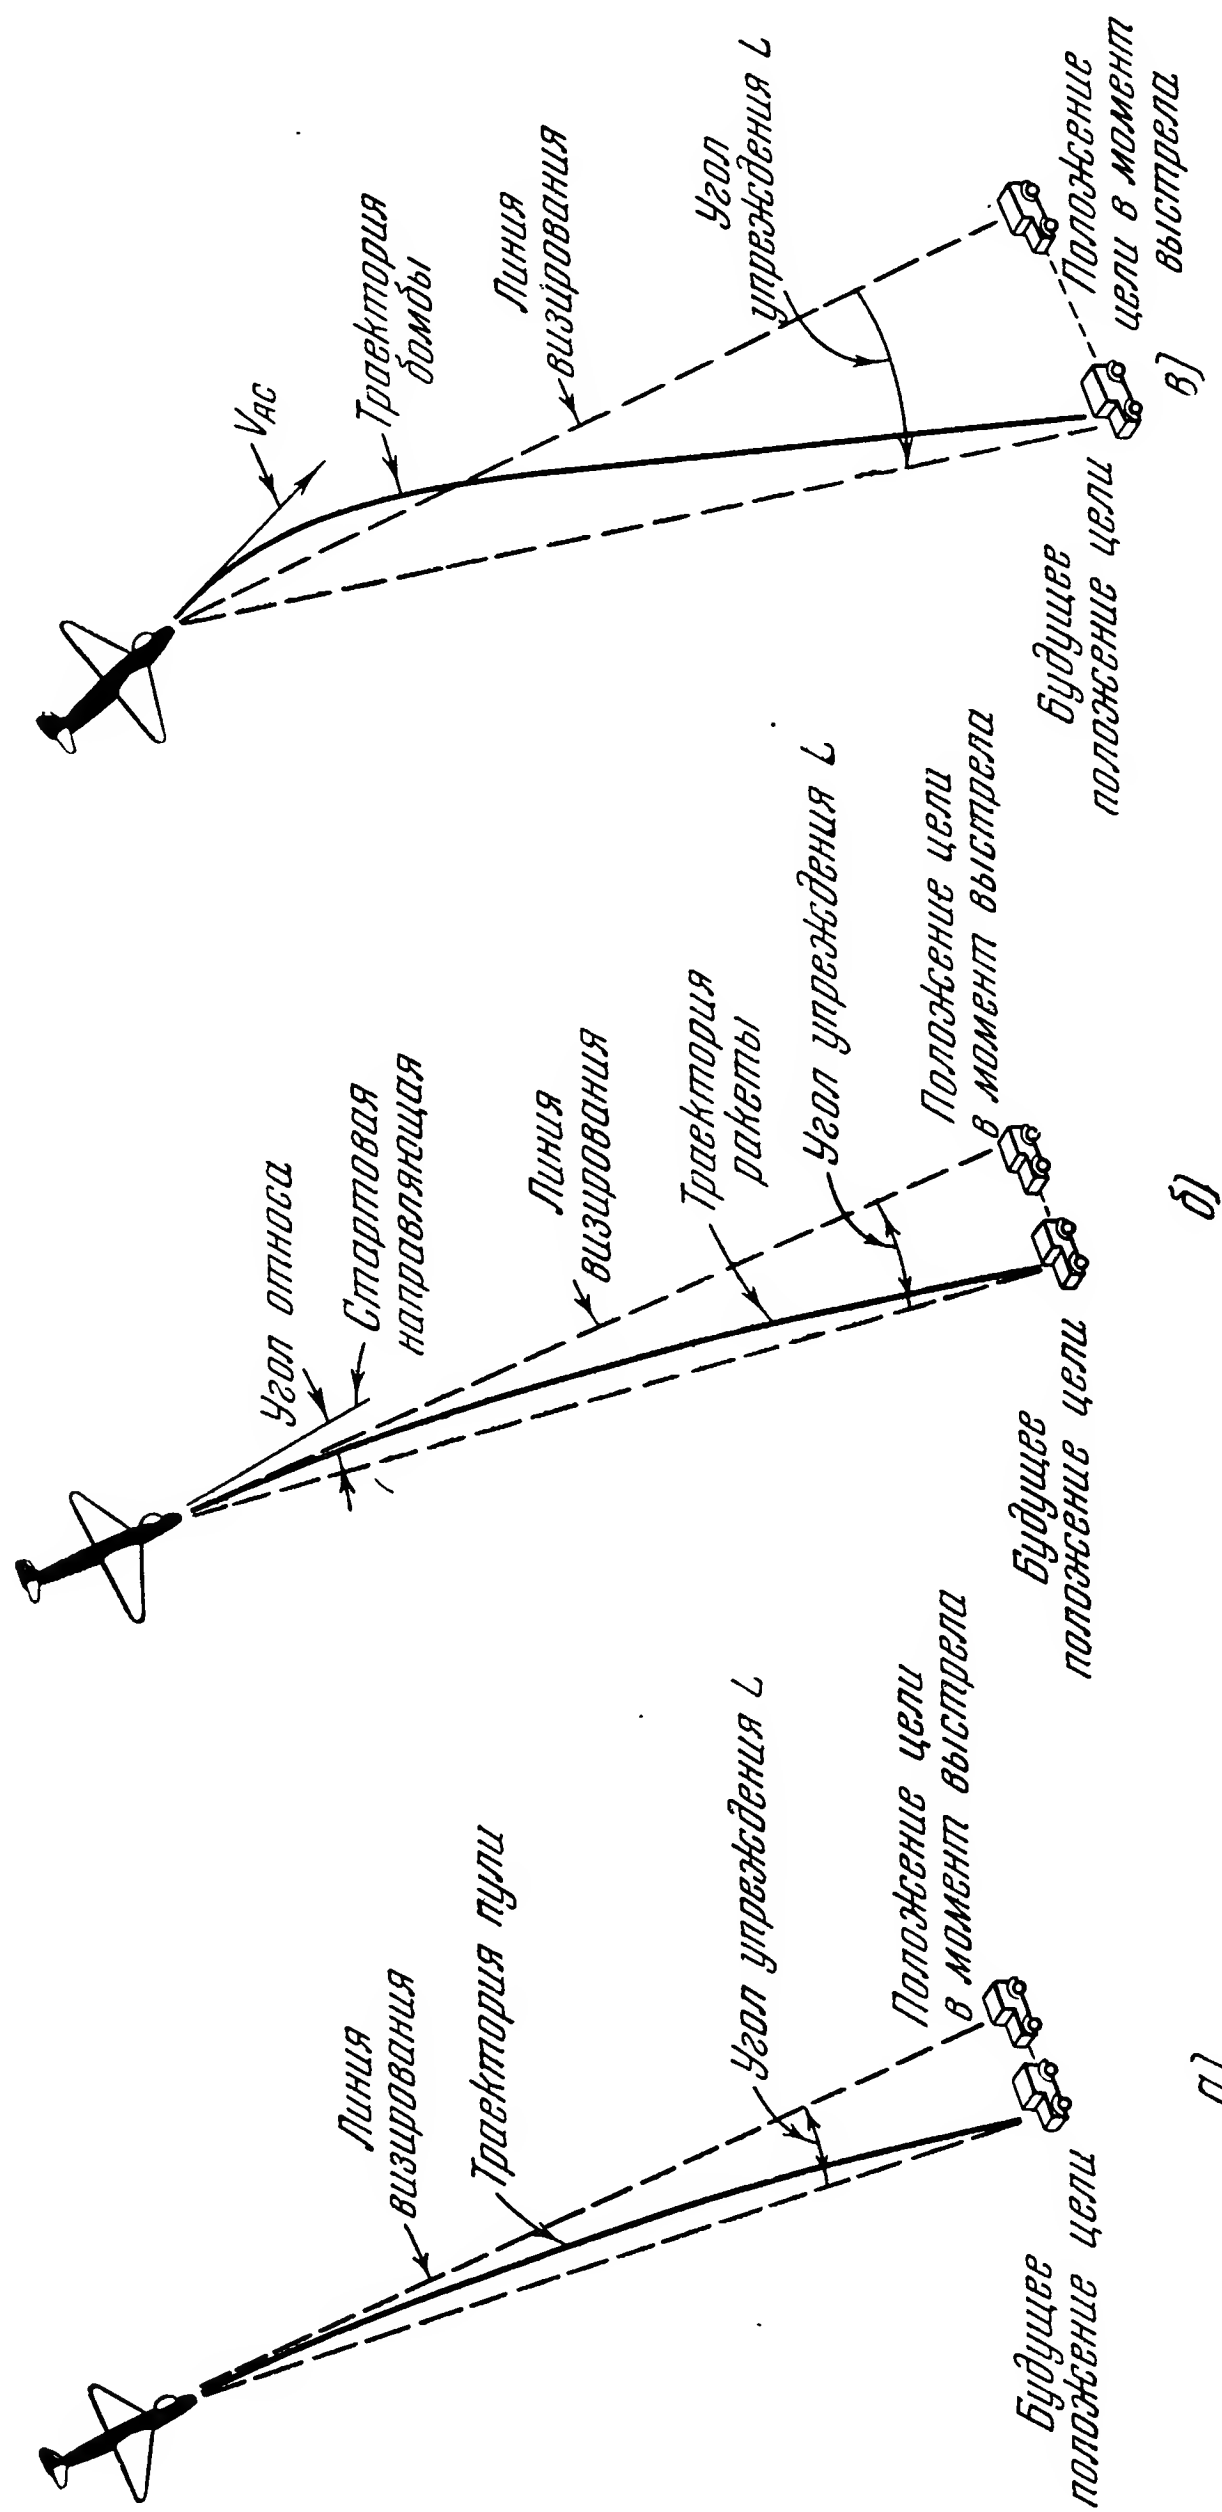 Линия
визирования
Траектория пули
Угол упреждения L
Положение цели
в момент выстрела
Будущее
положение цели
а)
Угол относа
Стартовая
направляющая
Линия
визирования
Траектория
ракеты
Угол упреждения L
Положение цели
в момент выстрела
Будущее
положение цели
б)
VAC
Траектория
бомбы
Линия
визирования
Угол
упреждения L
Положение
цели в момент
выстрела
Будущее
положение цели
в)